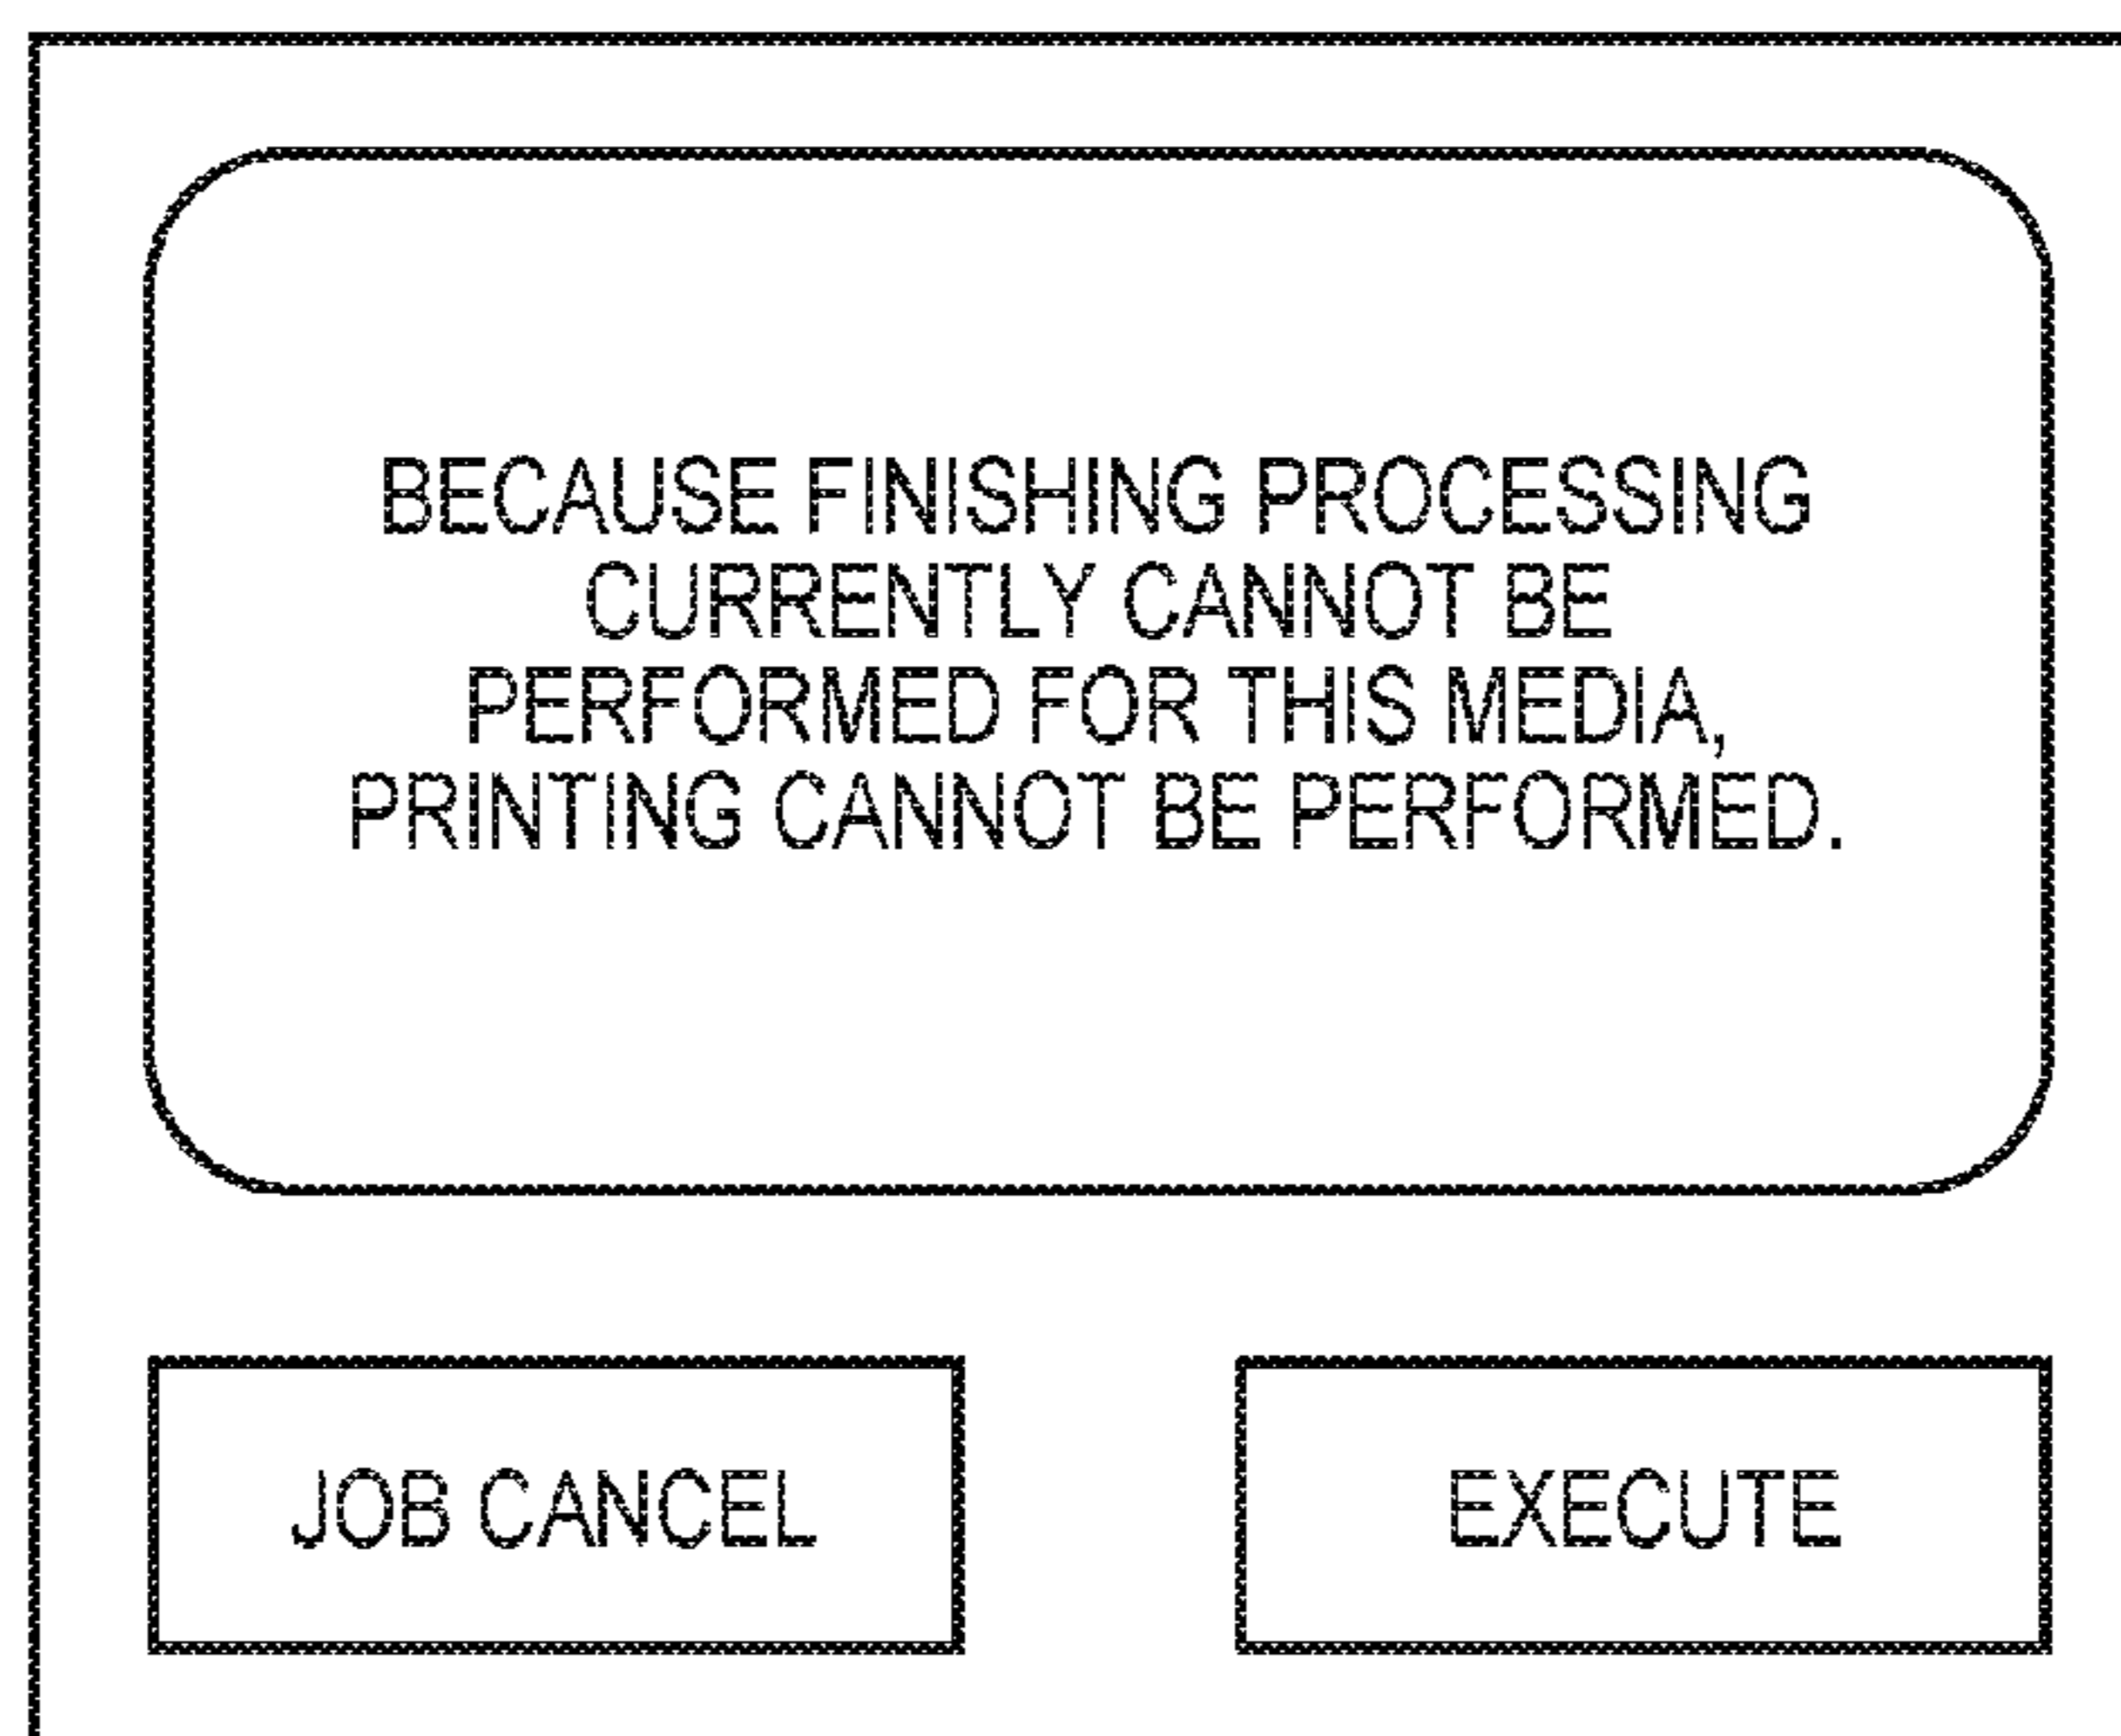 BECAUSE FINISHING PROCESSING
CURRENTLY CANNOT BE
PERFORMED FOR THIS MEDIA,
PRINTING CANNOT BE PERFORMED.
JOB CANCEL
EXECUTE